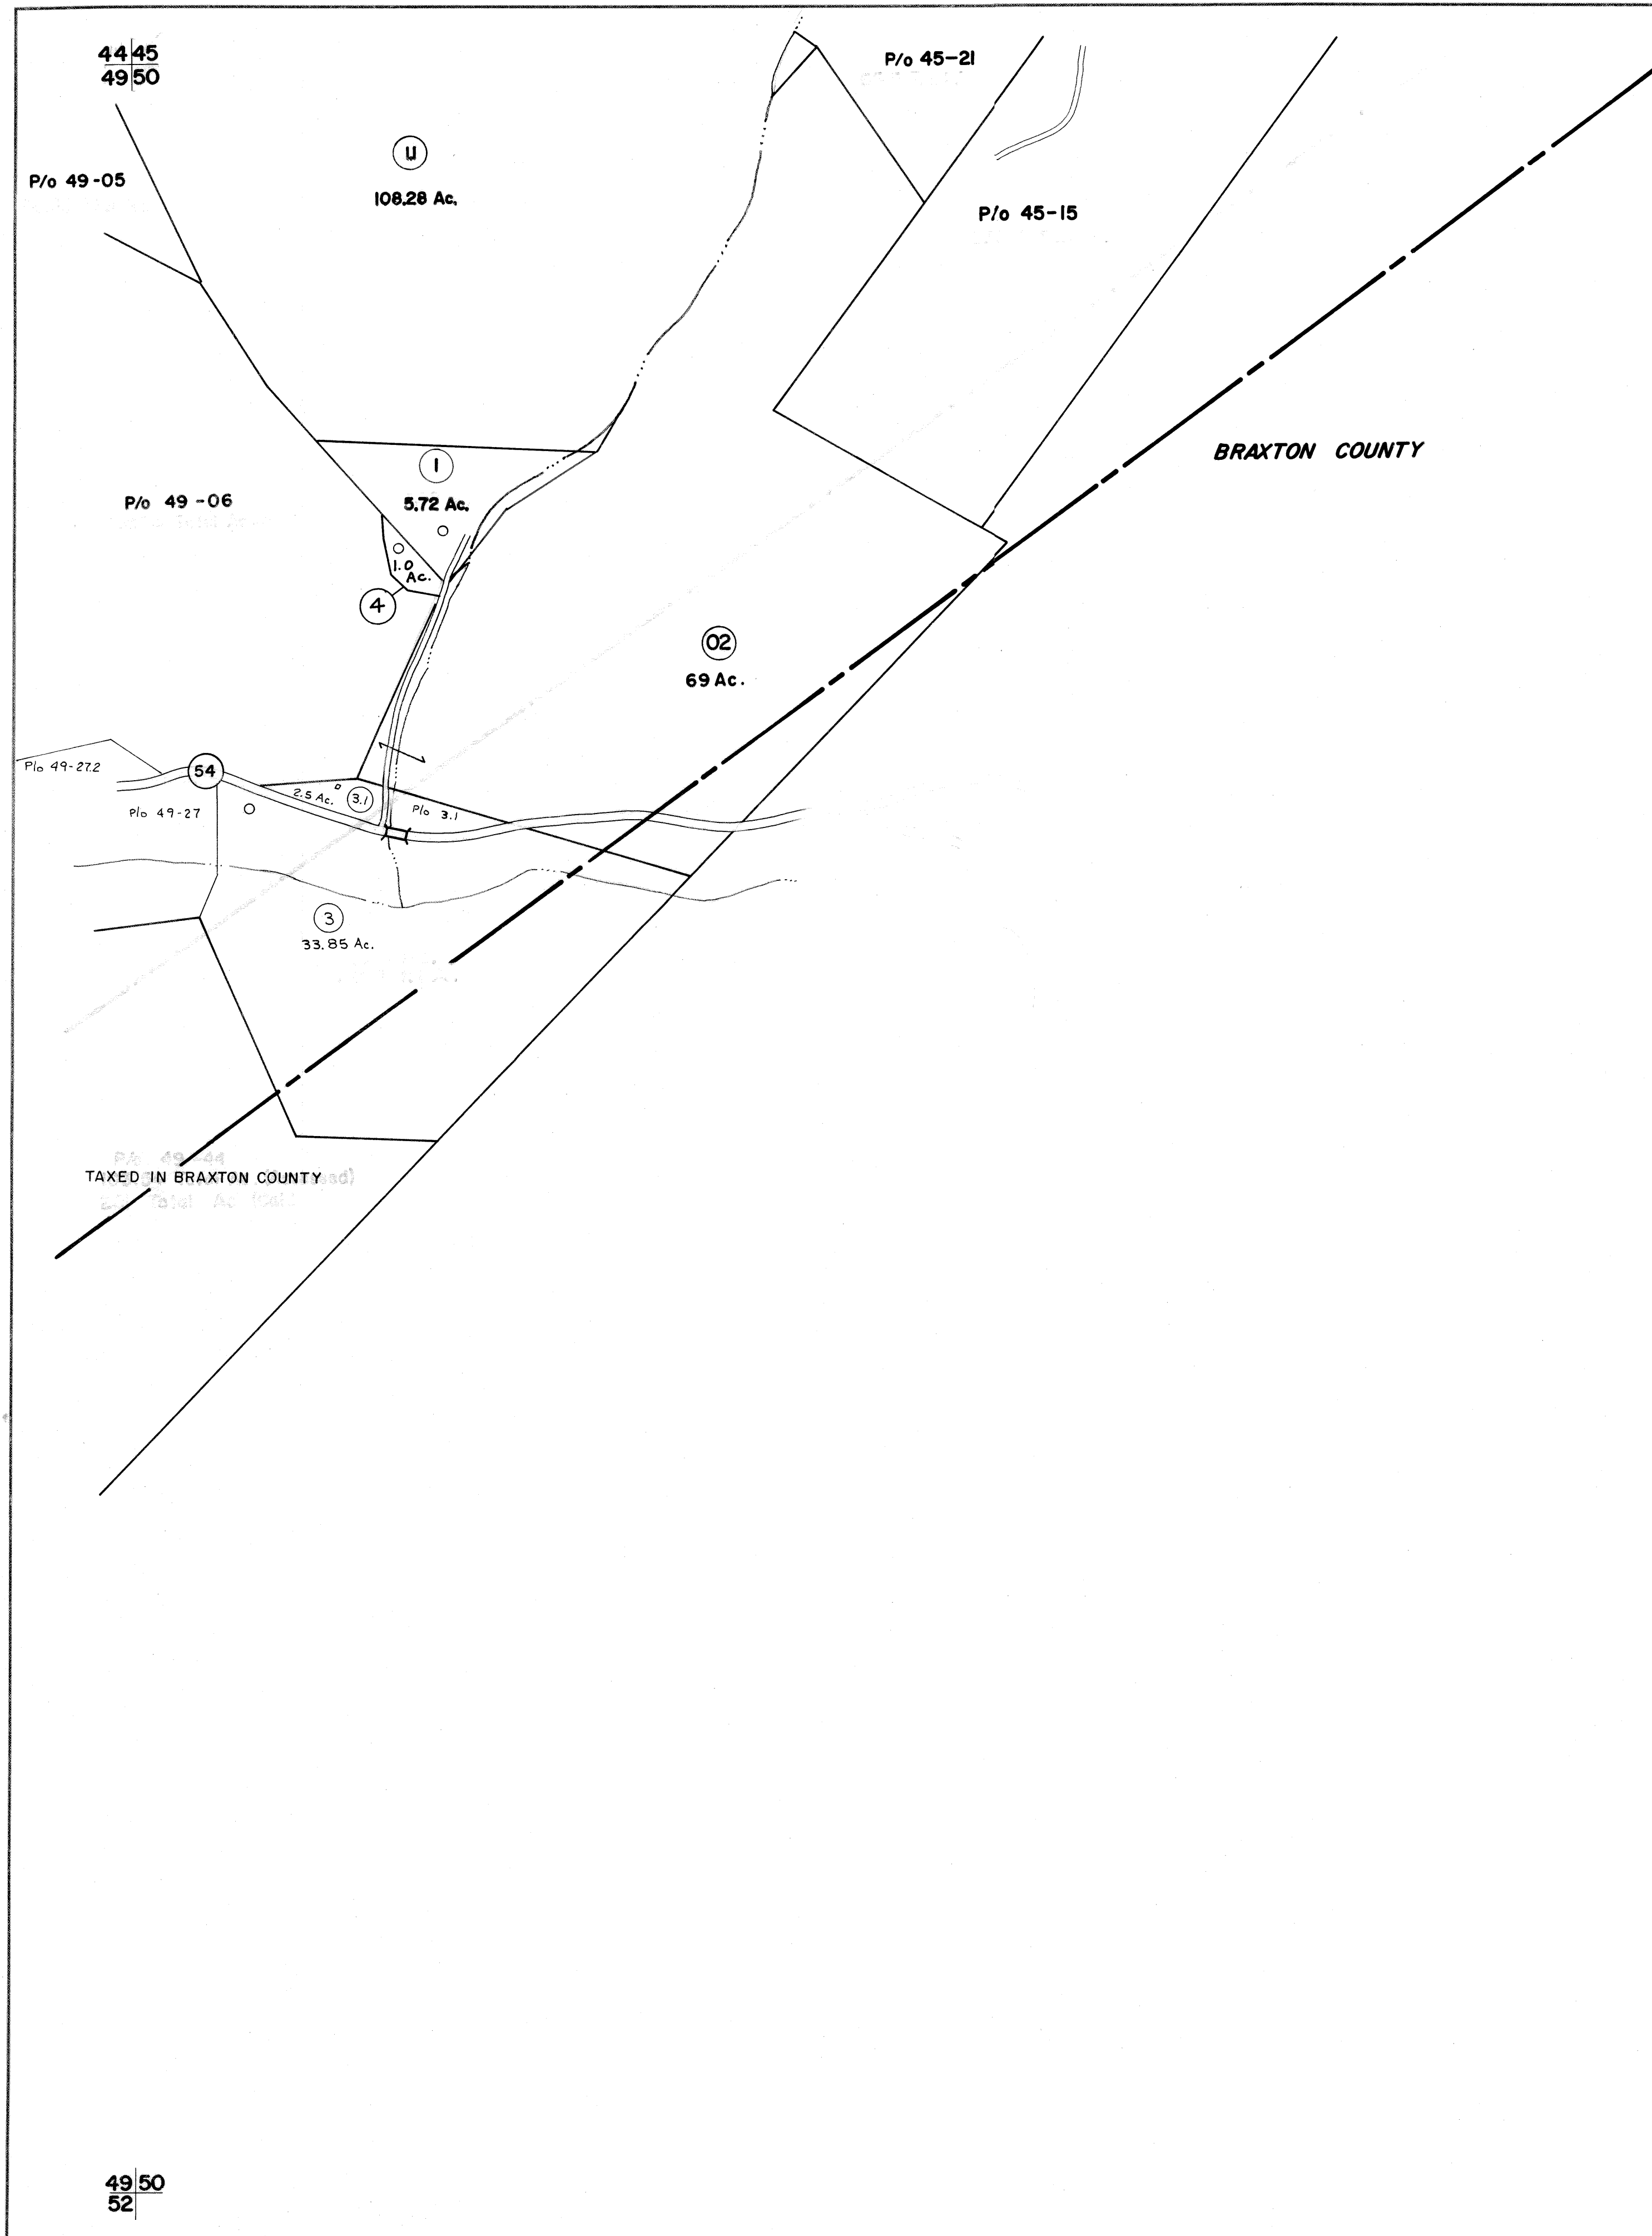 44 45
49 50
P/o 45-21
P/o 49-05
108.28 Ac.
P/o 45-15
BRAXTON COUNTY
1
5.72 Ac.
P/o 49-06
1.0
Ac.
4
02
69 Ac.
P/o 49-27.2
54
2.5 Ac.
3.1
P/o 3.1
P/o 49-27
3
33.85 Ac.
TAXED IN BRAXTON COUNTY
49 50
52